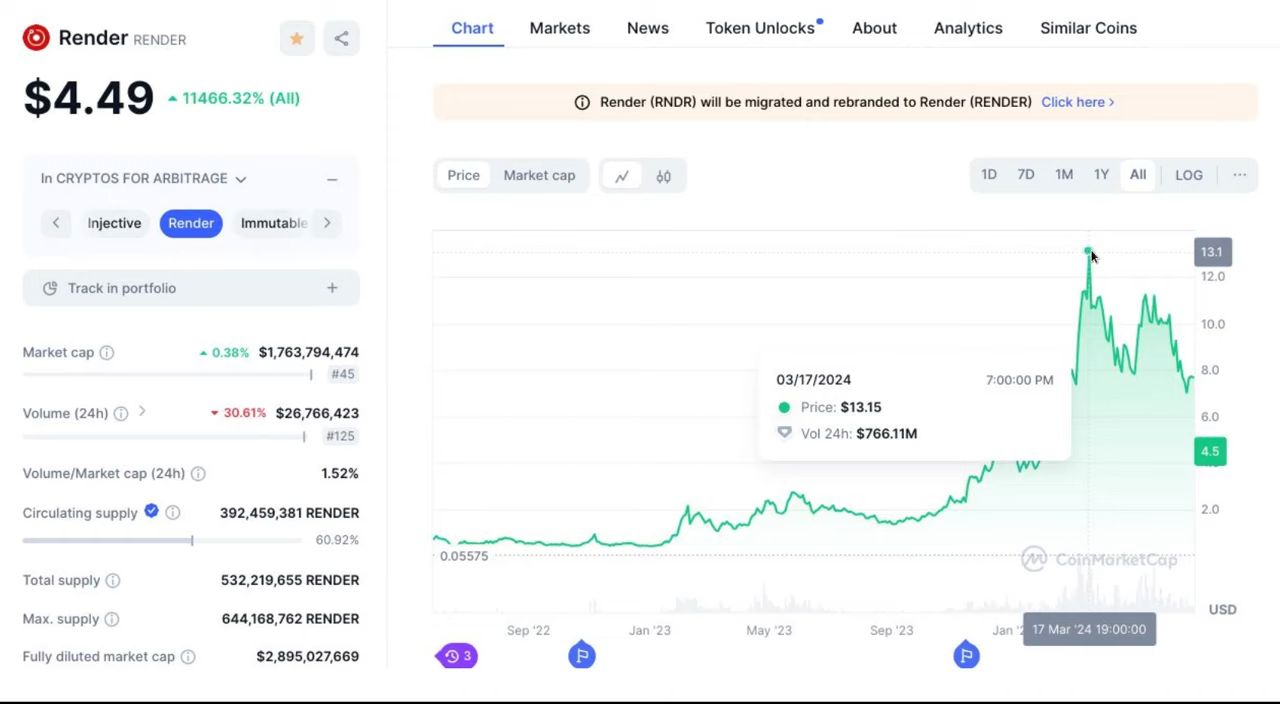 Render RENDER
$4.49 11466.32% (All)
In CRYPTOS FOR ARBITRAGE
Injective Render Immutable
Track in portfolio +
Market cap 0.38% $1,763,794,474
#45
Volume (24h) 30.61% $26,766,423
#125
Volume/Market cap (24h) 1.52%
Circulating supply 392,459,381 RENDER
60.92%
Total supply 532,219,655 RENDER
Max. supply 644,168,762 RENDER
Fully diluted market cap $2,895,027,669
Chart Markets News Token Unlocks About Analytics Similar Coins
Render (RNDR) will be migrated and rebranded to Render (RENDER) Click here >
Price Market cap 1D 7D 1M 1Y All LOG ...
13.1
12.0
10.0
8.0
6.0
4.5
2.0
03/17/2024 7:00:00 PM
Price: $13.15
Vol 24h: $766.11M
0.05575
CoinMarketCap
USD
Sep '22 Jan '23 May '23 Sep '23 Jan '2 17 Mar '24 19:00:00
3